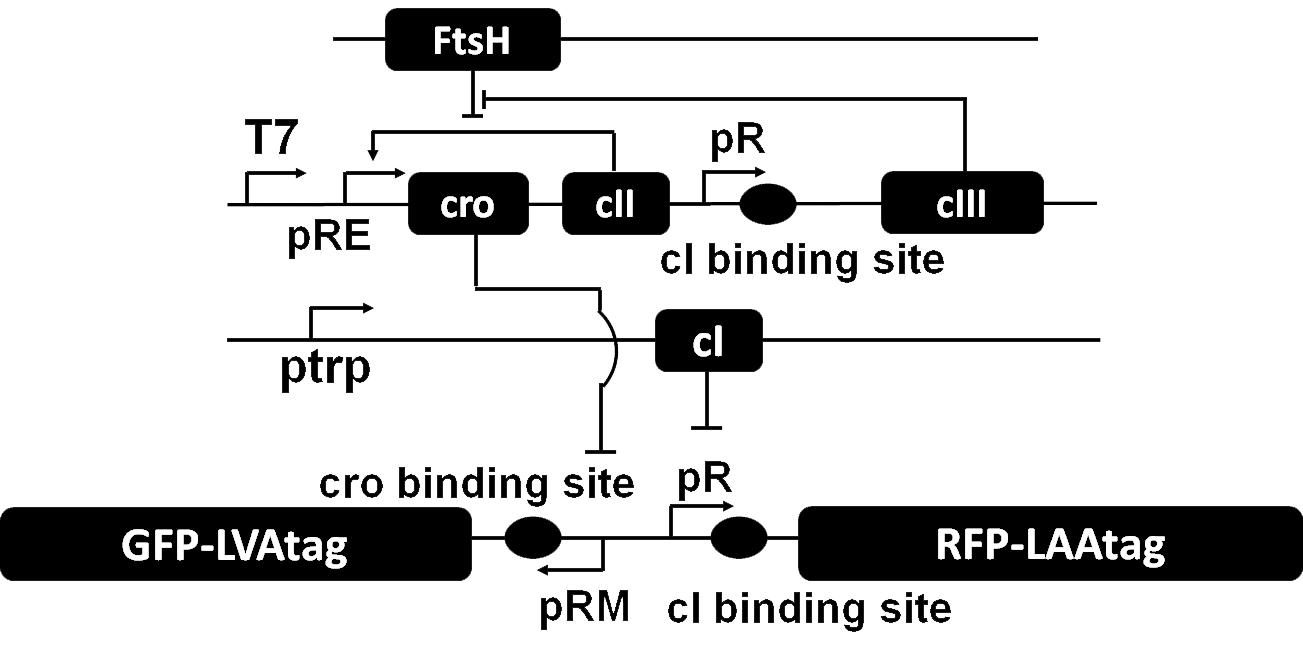 FtsH
T7
pR
cro
cII
cIII
pRE
cI binding site
cI
ptrp
cro binding site
pR
GFP-LVAtag
RFP-LAAtag
pRM
cI binding site